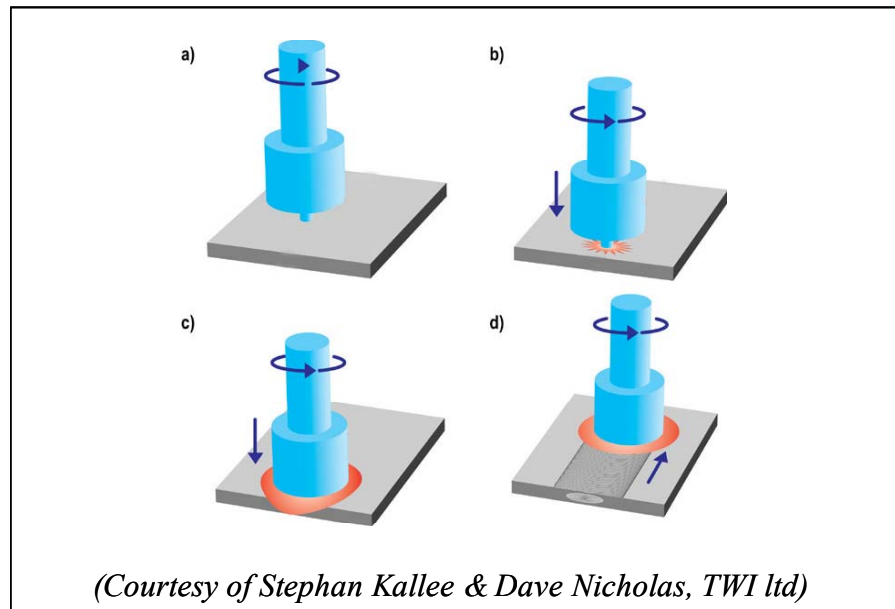 a)
b)
c)
d)
(Courtesy of Stephan Kallee & Dave Nicholas, TWI ltd)